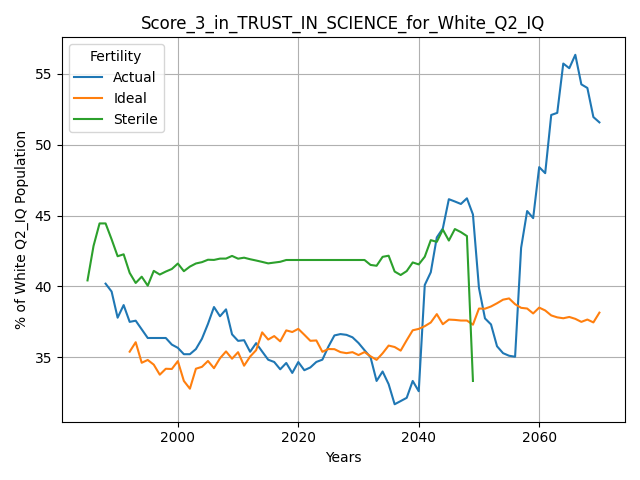 Score_3_in_TRUST_IN_SCIENCE_for_White_Q2_IQ
Fertility
Actual
Ideal
Sterile
% of White Q2_IQ Population
55
50
45
40
35
2000
2020
2040
2060
Years